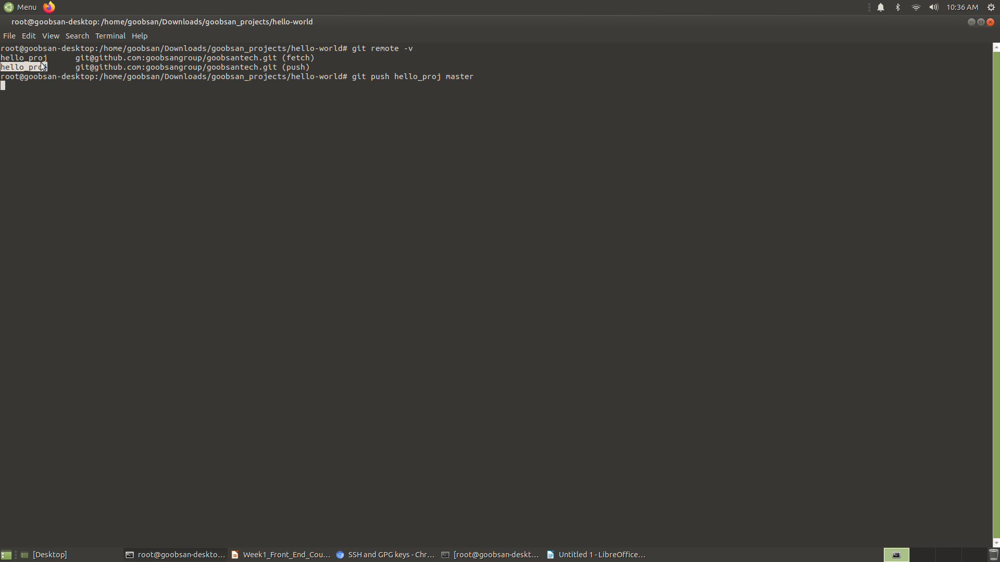 Menu 10:36 AM
root@goobsan-desktop: /home/goobsan/Downloads/goobsan_projects/hello-world
File Edit View Search Terminal Help
root@goobsan-desktop:/home/goobsan/Downloads/goobsan_projects/hello-world# git remote -v
hello_proj git@github.com:goobsangroup/goobsantech.git (fetch)
hello_proj git@github.com:goobsangroup/goobsantech.git (push)
root@goobsan-desktop:/home/goobsan/Downloads/goobsan_projects/hello-world# git push hello_proj master
[Desktop] root@goobsan-deskto... Week1_Front_End_Cou... SSH and GPG keys - Chr... [root@goobsan-deskt... Untitled 1 - LibreOffice...